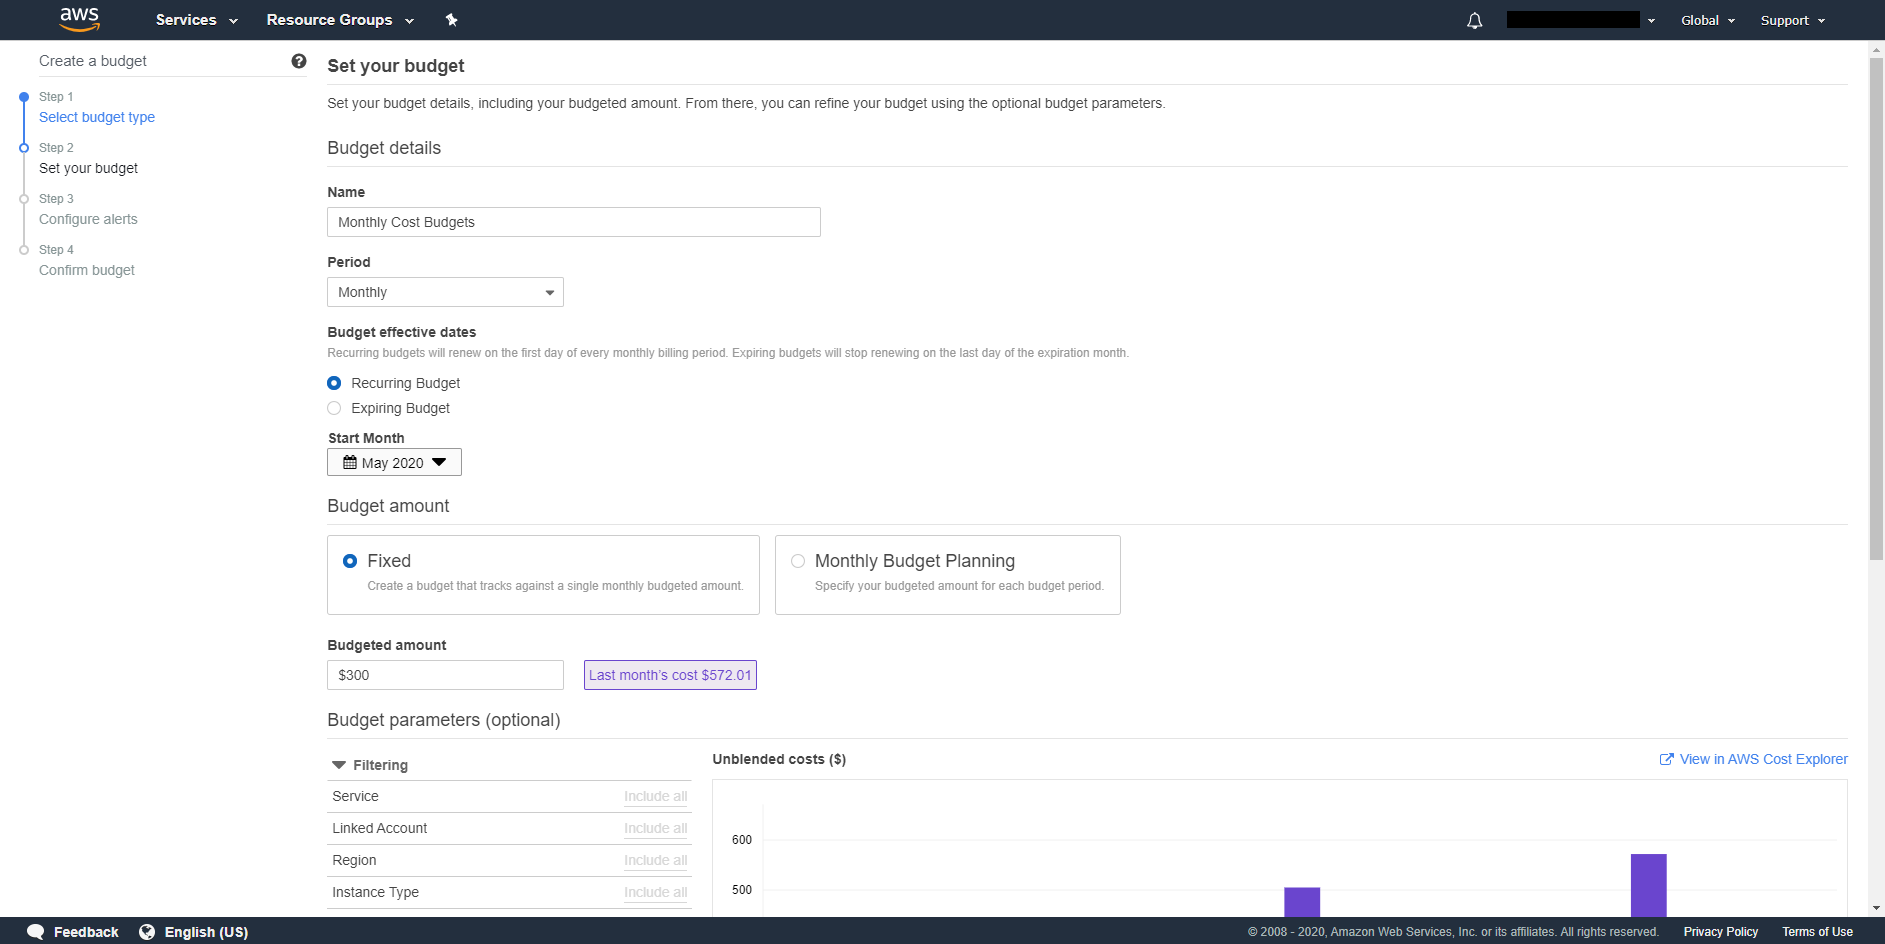 aws Services Resource Groups Global Support
Create a budget
Step 1
Select budget type
Step 2
Set your budget
Step 3
Configure alerts
Step 4
Confirm budget
Set your budget
Set your budget details, including your budgeted amount. From there, you can refine your budget using the optional budget parameters.
Budget details
Name
Monthly Cost Budgets
Period
Monthly
Budget effective dates
Recurring budgets will renew on the first day of every monthly billing period. Expiring budgets will stop renewing on the last day of the expiration month.
Recurring Budget
Expiring Budget
Start Month
May 2020
Budget amount
Fixed
Create a budget that tracks against a single monthly budgeted amount.
Monthly Budget Planning
Specify your budgeted amount for each budget period.
Budgeted amount
$300 Last month's cost $572.01
Budget parameters (optional)
Filtering
Service Include all
Linked Account Include all
Region Include all
Instance Type Include all
Unblended costs ($) View in AWS Cost Explorer
600
500
Feedback English (US) © 2008 - 2020, Amazon Web Services, Inc. or its affiliates. All rights reserved. Privacy Policy Terms of Use